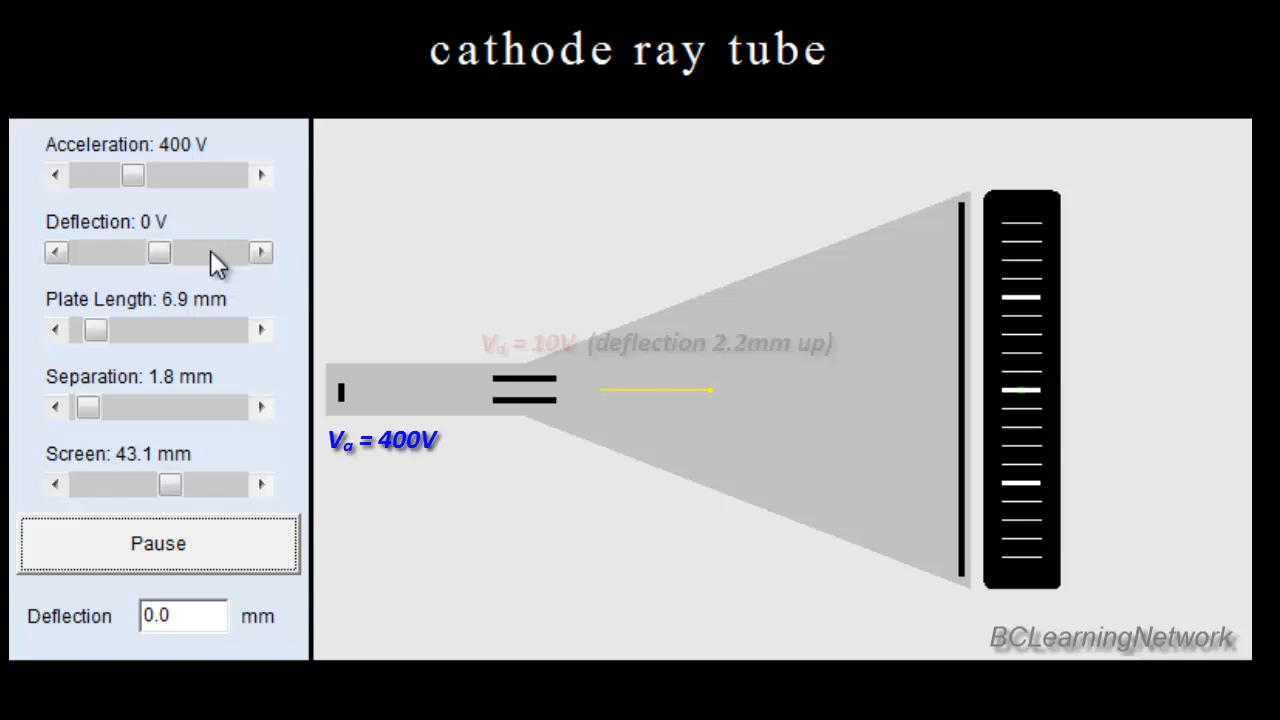 cathode ray tube
Acceleration: 400 V
Deflection: 0 V
Plate Length: 6.9 mm
Separation: 1.8 mm
Screen: 43.1 mm
Pause
Deflection 0.0 mm
Vd = 10V (deflection 2.2mm up)
Va = 400V
BCLearningNetwork